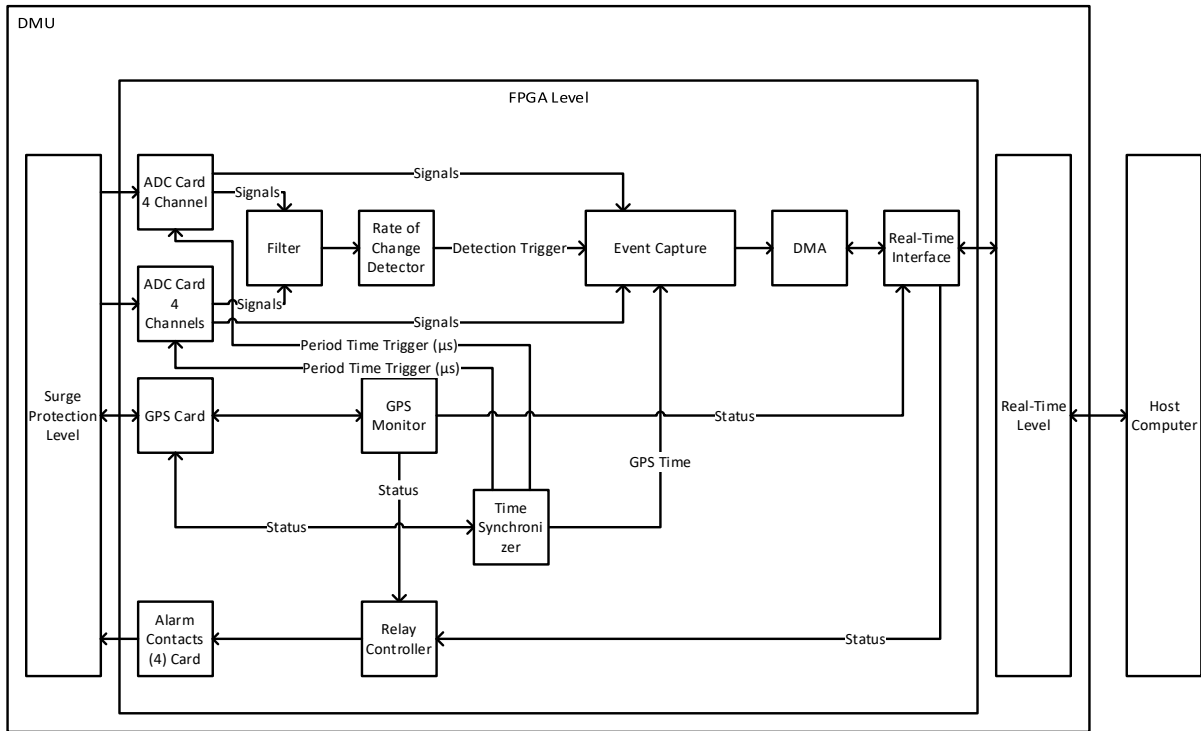 DMU
FPGA Level
ADC Card
4 Channel
Signals
Signals
Filter
Rate of
Change
Detector
Detection Trigger
Event Capture
DMA
Real-Time
Interface
ADC Card
4
Channels
Signals
Signals
Period Time Trigger (µs)
Period Time Trigger (µs)
Surge
Protection
Level
GPS Card
GPS
Monitor
Status
Real-Time
Level
Host
Computer
GPS Time
Status
Status
Time
Synchroni
zer
Alarm
Contacts
(4) Card
Relay
Controller
Status